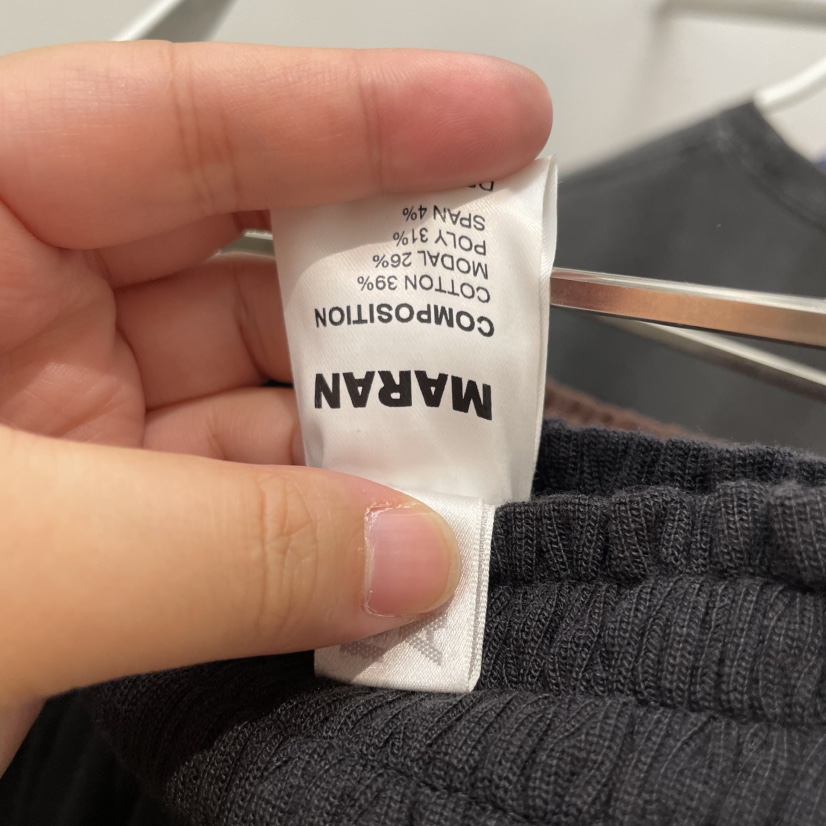 MARAN
COMPOSITION
COTTON 39%
MODAL 26%
POLY 31%
SPAN 4%